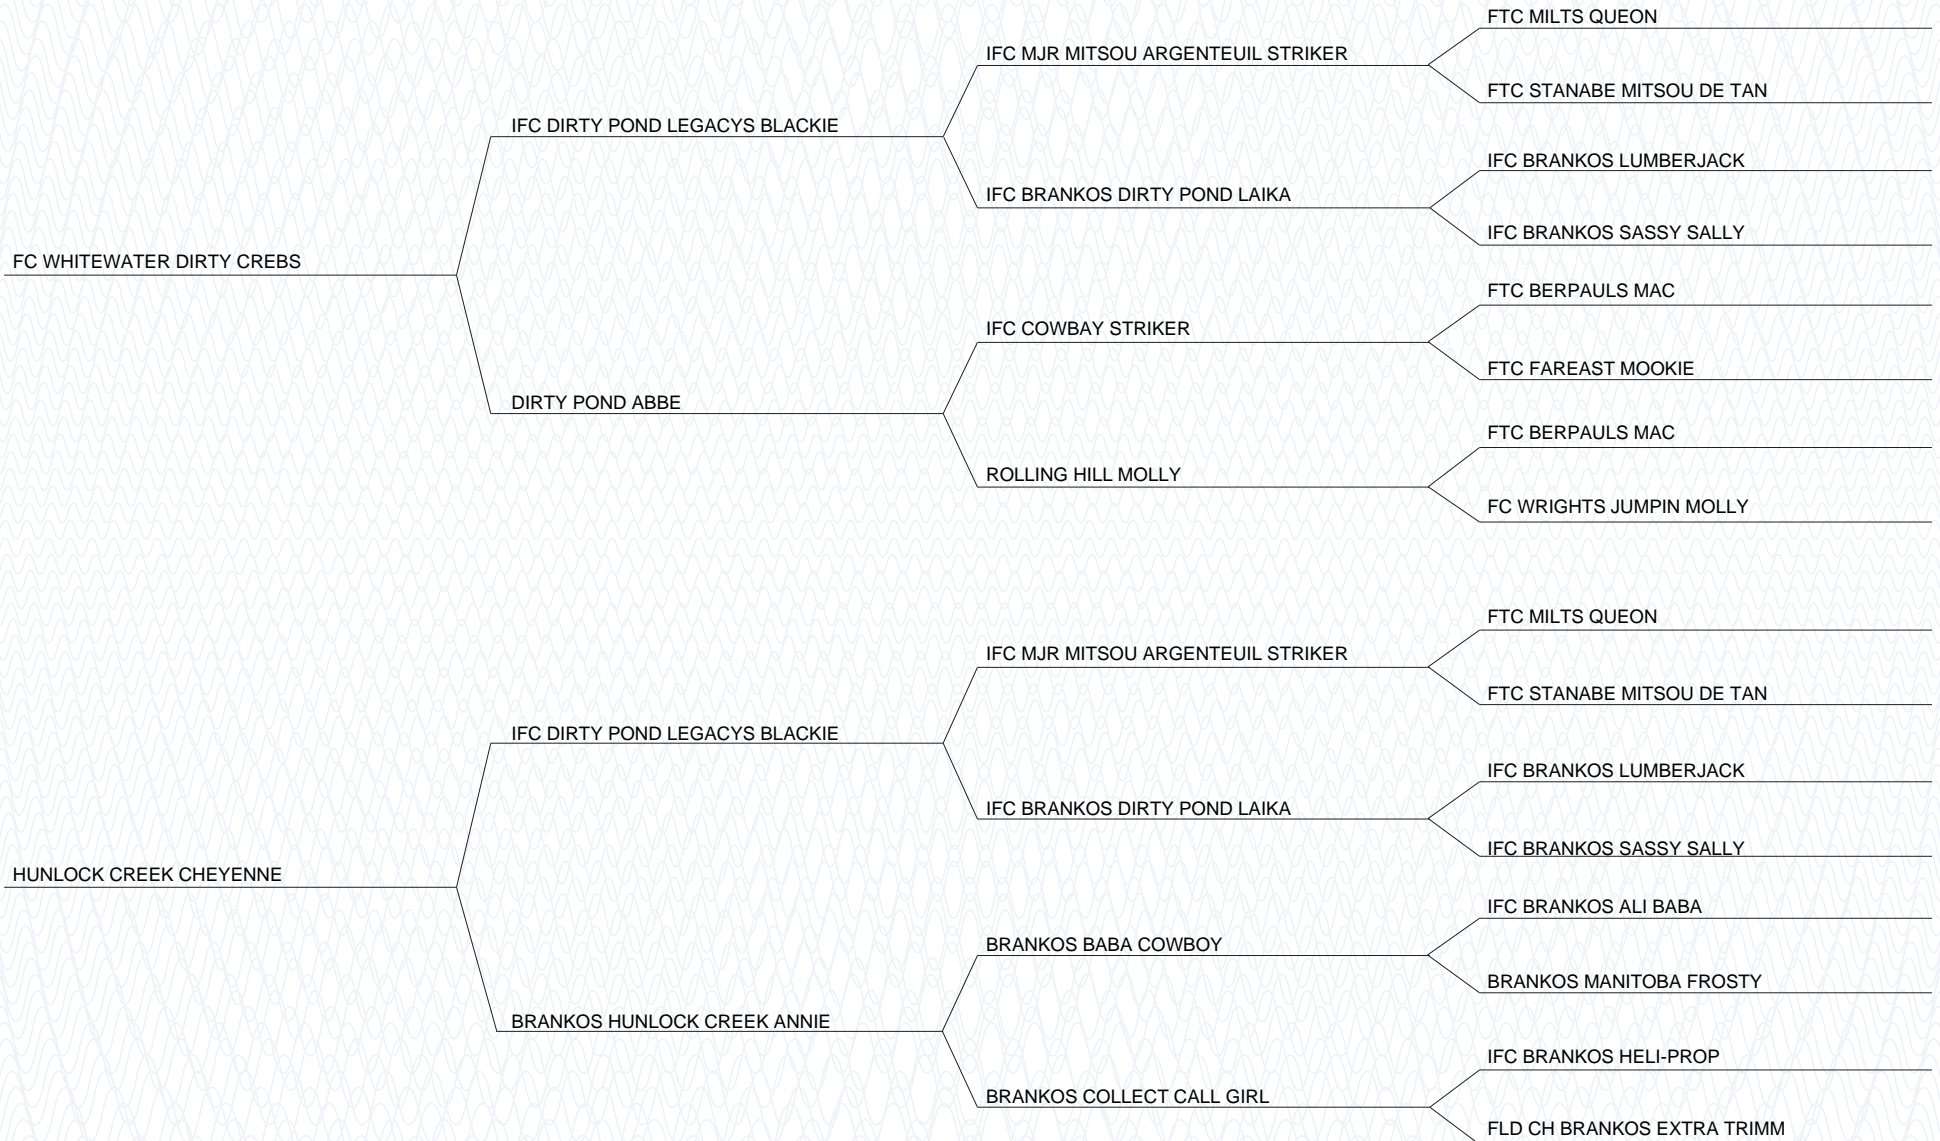 FTC MILTS QUEON
IFC MJR MITSOU ARGENTEUIL STRIKER
FTC STANABE MITSOU DE TAN
IFC DIRTY POND LEGACYS BLACKIE
IFC BRANKOS LUMBERJACK
IFC BRANKOS DIRTY POND LAIKA
IFC BRANKOS SASSY SALLY
FC WHITEWATER DIRTY CREBS
FTC BERPAULS MAC
IFC COWBAY STRIKER
FTC FAREAST MOOKIE
DIRTY POND ABBE
FTC BERPAULS MAC
ROLLING HILL MOLLY
FC WRIGHTS JUMPIN MOLLY
FTC MILTS QUEON
IFC MJR MITSOU ARGENTEUIL STRIKER
FTC STANABE MITSOU DE TAN
IFC DIRTY POND LEGACYS BLACKIE
IFC BRANKOS LUMBERJACK
IFC BRANKOS DIRTY POND LAIKA
IFC BRANKOS SASSY SALLY
HUNLOCK CREEK CHEYENNE
IFC BRANKOS ALI BABA
BRANKOS BABA COWBOY
BRANKOS MANITOBA FROSTY
BRANKOS HUNLOCK CREEK ANNIE
IFC BRANKOS HELI-PROP
BRANKOS COLLECT CALL GIRL
FLD CH BRANKOS EXTRA TRIMM